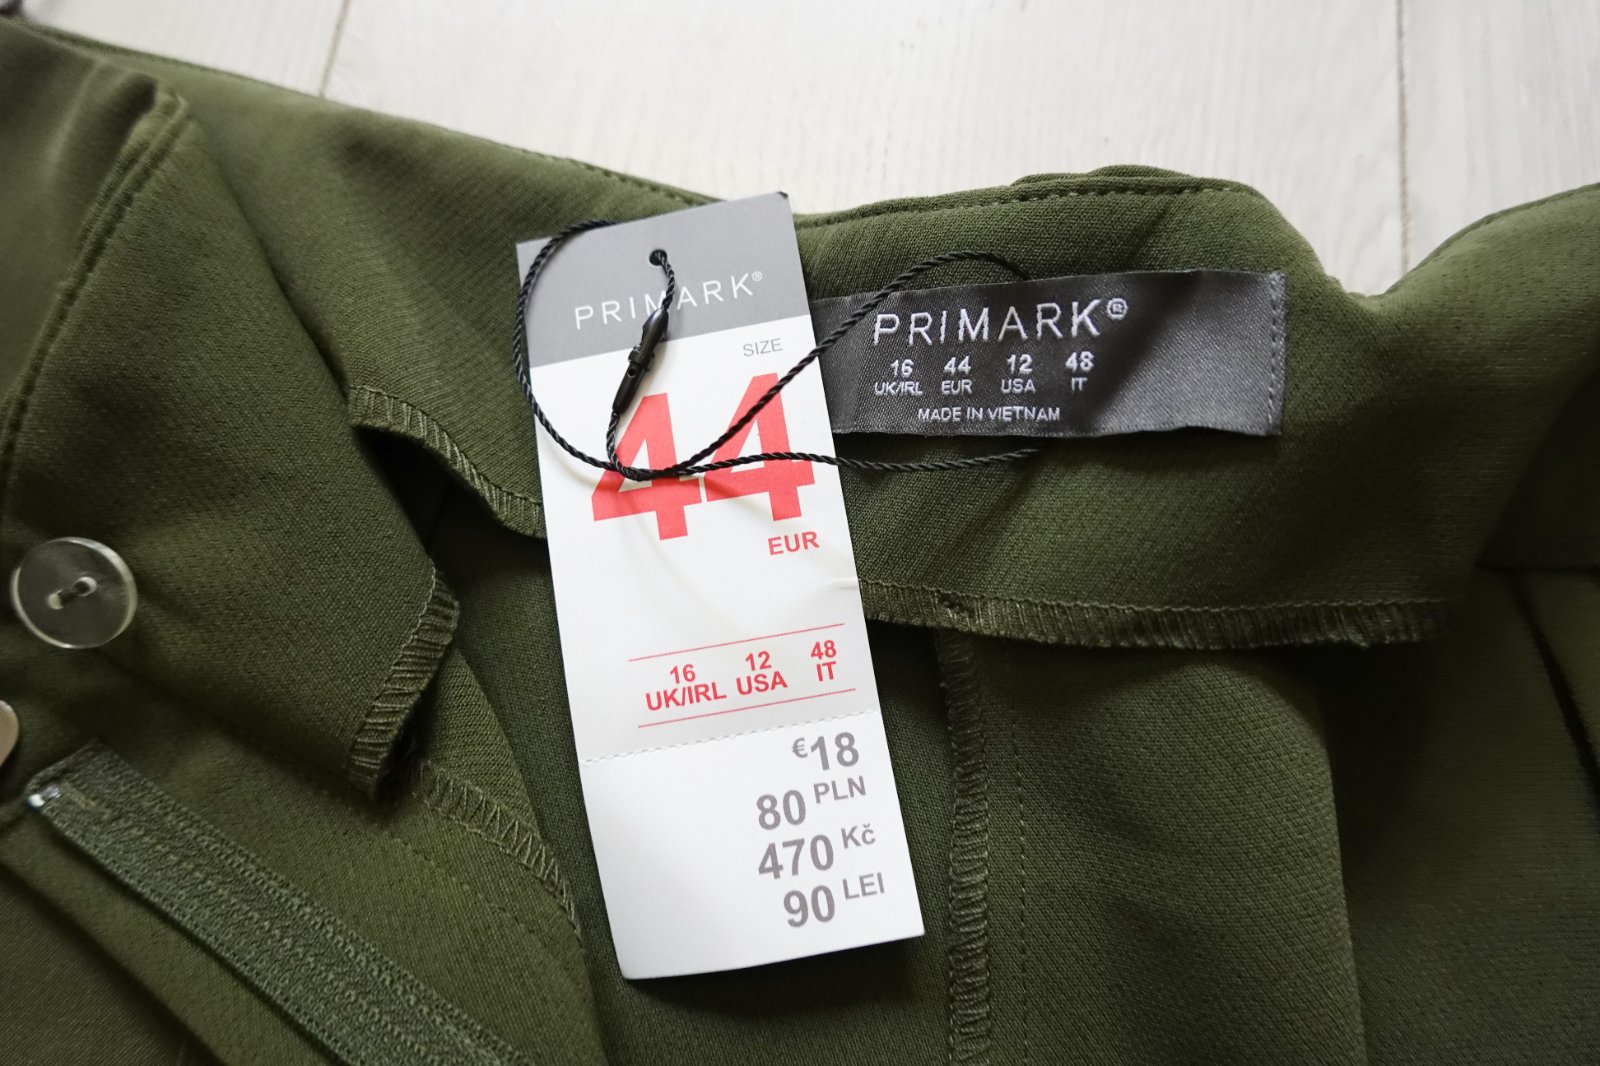 PRIMARK®
SIZE
44
EUR
16 12 48
UK/IRL USA IT
€18
80 PLN
470 Kč
90 LEI
PRIMARK®
16 44 12 48
UK/IRL EUR USA IT
MADE IN VIETNAM